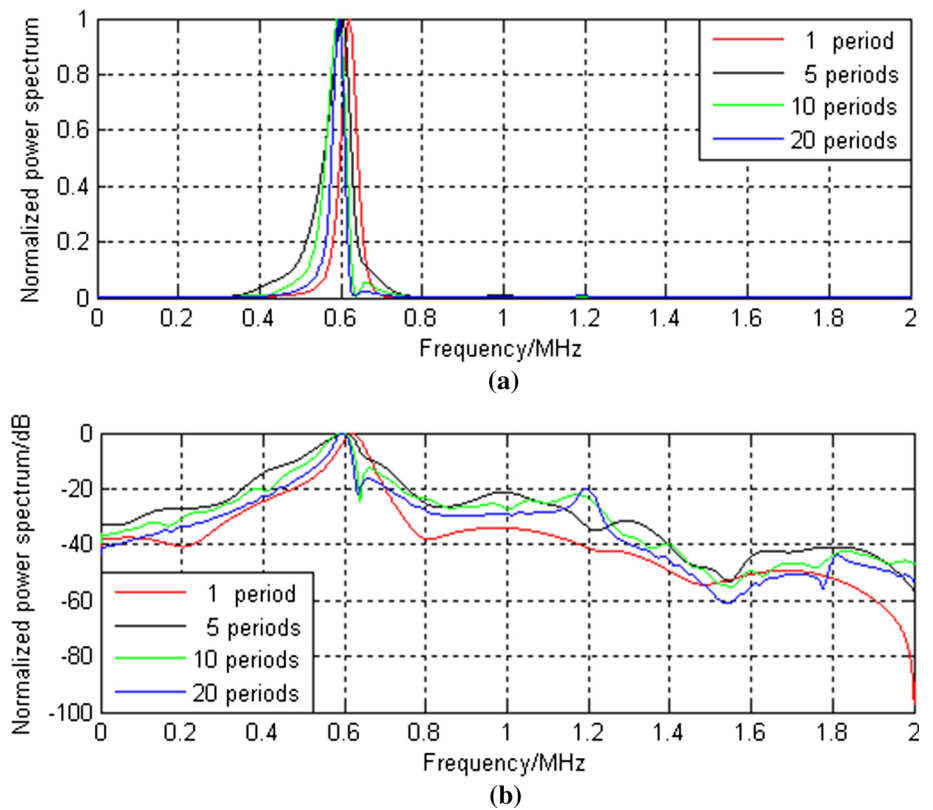 Normalized power spectrum
1
0.8
0.6
0.4
0.2
0
1 period
5 periods
10 periods
20 periods
0 0.2 0.4 0.6 0.8 1 1.2 1.4 1.6 1.8 2
Frequency/MHz
(a)
Normalized power spectrum/dB
0
-20
-40
-60
-80
-100
1 period
5 periods
10 periods
20 periods
0 0.2 0.4 0.6 0.8 1 1.2 1.4 1.6 1.8 2
Frequency/MHz
(b)